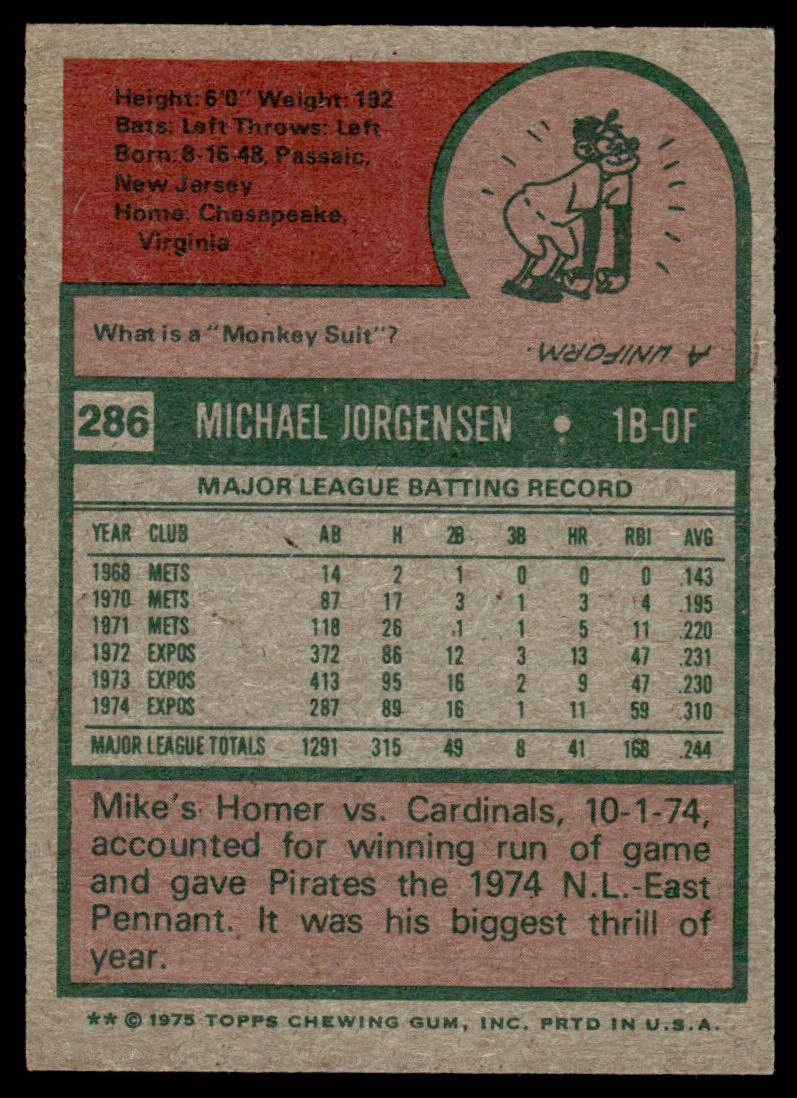 Height: 6'0" Weight: 192
Bats: Left Throws: Left
Born: 8-16-48, Passaic,
New Jersey
Home: Chesapeake,
Virginia
What is a "Monkey Suit"?
A UNIFORM.
286 MICHAEL JORGENSEN • 1B-OF
MAJOR LEAGUE BATTING RECORD
YEAR CLUB AB H 2B 3B HR RBI AVG
1968 METS 14 2 1 0 0 0 .143
1970 METS 87 17 3 1 3 4 .195
1971 METS 118 26 1 1 5 11 .220
1972 EXPOS 372 86 12 3 13 47 .231
1973 EXPOS 413 95 16 2 9 47 .230
1974 EXPOS 287 89 16 1 11 59 .310
MAJOR LEAGUE TOTALS 1291 315 49 8 41 168 .244
Mike's Homer vs. Cardinals, 10-1-74,
accounted for winning run of game
and gave Pirates the 1974 N.L.-East
Pennant. It was his biggest thrill of
year.
** © 1975 TOPPS CHEWING GUM, INC. PRTD IN U.S.A.